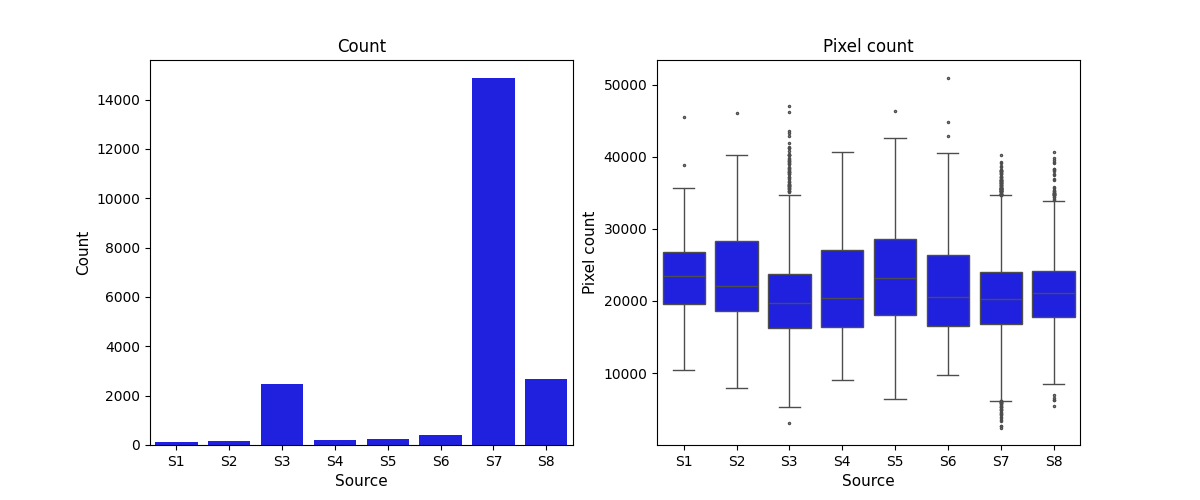 Count
Count
14000
12000
10000
8000
6000
4000
2000
0
S1 S2 S3 S4 S5 S6 S7 S8
Source
Pixel count
Pixel count
50000
40000
30000
20000
10000
S1 S2 S3 S4 S5 S6 S7 S8
Source